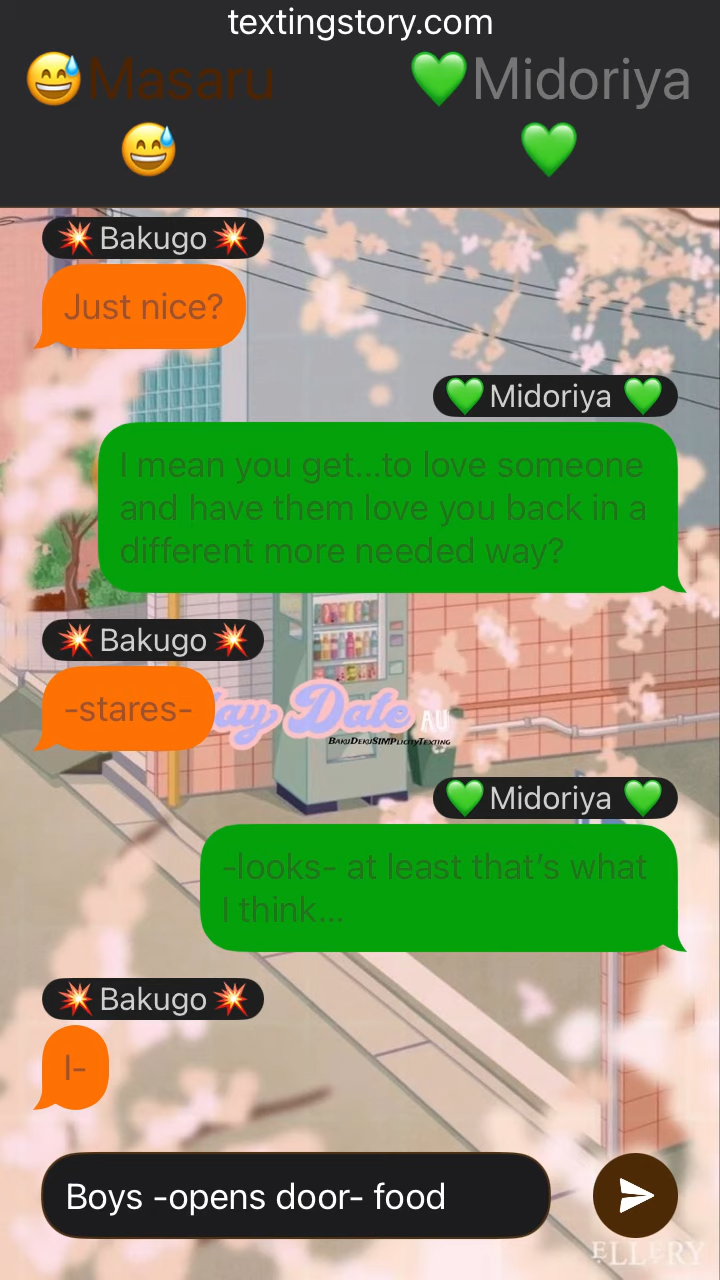 textingstory.com
😅Masaru 💚Midoriya
😅 💚
💥 Bakugo 💥
Just nice?
💚 Midoriya 💚
I mean you get...to love someone
and have them love you back in a
different more needed way?
💥 Bakugo 💥
-stares-
ay Date AU
BakuDekuSIMPlicityTexting
💚 Midoriya 💚
-looks- at least that's what
I think...
💥 Bakugo 💥
I-
Boys -opens door- food
ELLERY